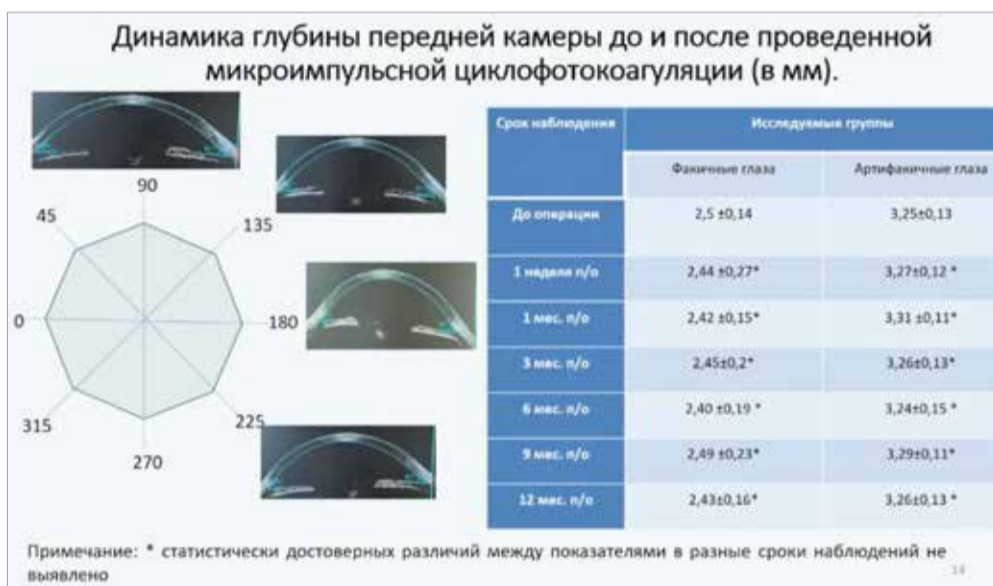 Динамика глубины передней камеры до и после проведенной
микроимпульсной циклофотокоагуляции (в мм).
90
45
135
0
180
315
225
270
Срок наблюдения Исследуемые группы
Факичные глаза Артифакичные глаза
До операции 2,5 ±0,14 3,25±0,13
1 неделя п/о 2,44 ±0,27* 3,27±0,12 *
1 мес. п/о 2,42 ±0,15* 3,31 ±0,11*
3 мес. п/о 2,45±0,2* 3,26±0,13*
6 мес. п/о 2,40 ±0,19 * 3,24±0,15 *
9 мес. п/о 2,49 ±0,23* 3,29±0,11*
12 мес. п/о 2,43±0,16* 3,26±0,13 *
Примечание: * статистически достоверных различий между показателями в разные сроки наблюдений не
выявлено
14